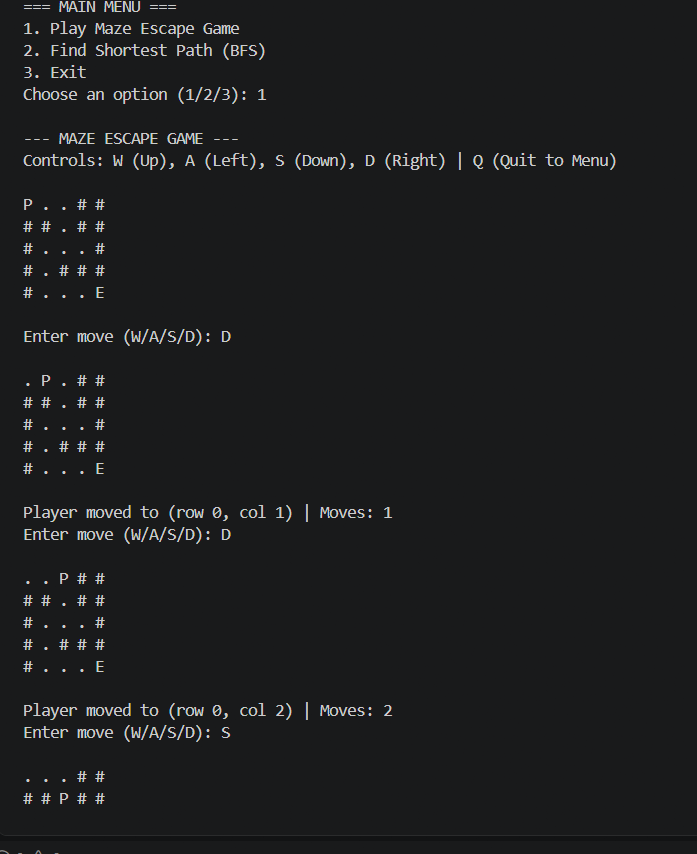 === MAIN MENU ===
1. Play Maze Escape Game
2. Find Shortest Path (BFS)
3. Exit
Choose an option (1/2/3): 1
--- MAZE ESCAPE GAME ---
Controls: W (Up), A (Left), S (Down), D (Right) | Q (Quit to Menu)
P . . # #
# # . # #
# . . . #
# . # # #
# . . . E
Enter move (W/A/S/D): D
. P . # #
# # . # #
# . . . #
# . # # #
# . . . E
Player moved to (row 0, col 1) | Moves: 1
Enter move (W/A/S/D): D
. . P # #
# # . # #
# . . . #
# . # # #
# . . . E
Player moved to (row 0, col 2) | Moves: 2
Enter move (W/A/S/D): S
. . . # #
# # P # #